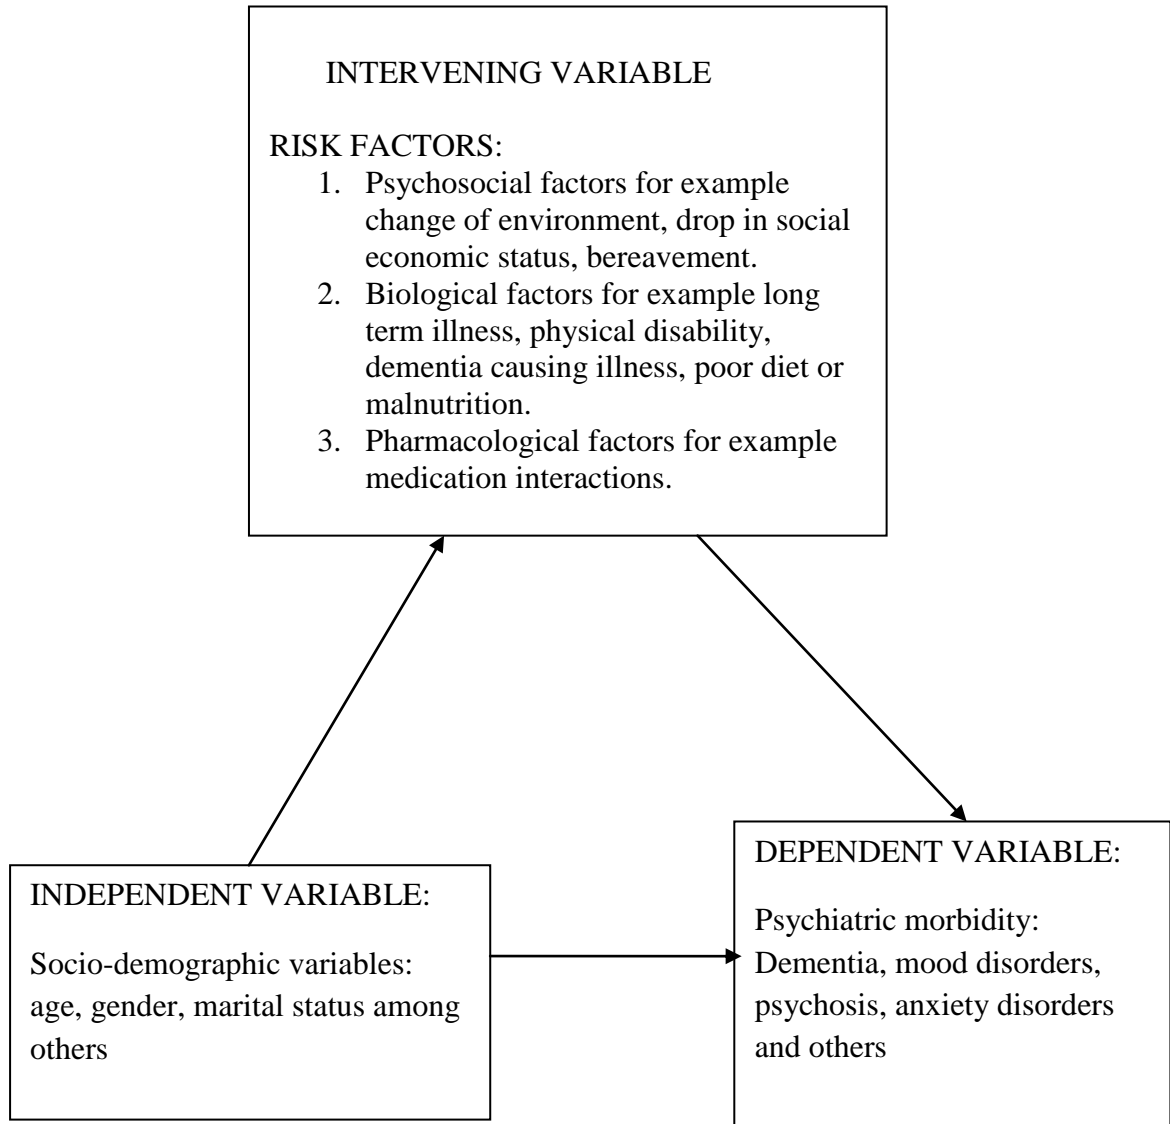 INTERVENING VARIABLE
RISK FACTORS:
1. Psychosocial factors for example
change of environment, drop in social
economic status, bereavement.
2. Biological factors for example long
term illness, physical disability,
dementia causing illness, poor diet or
malnutrition.
3. Pharmacological factors for example
medication interactions.
INDEPENDENT VARIABLE:
Socio-demographic variables:
age, gender, marital status among
others
DEPENDENT VARIABLE:
Psychiatric morbidity:
Dementia, mood disorders,
psychosis, anxiety disorders
and others